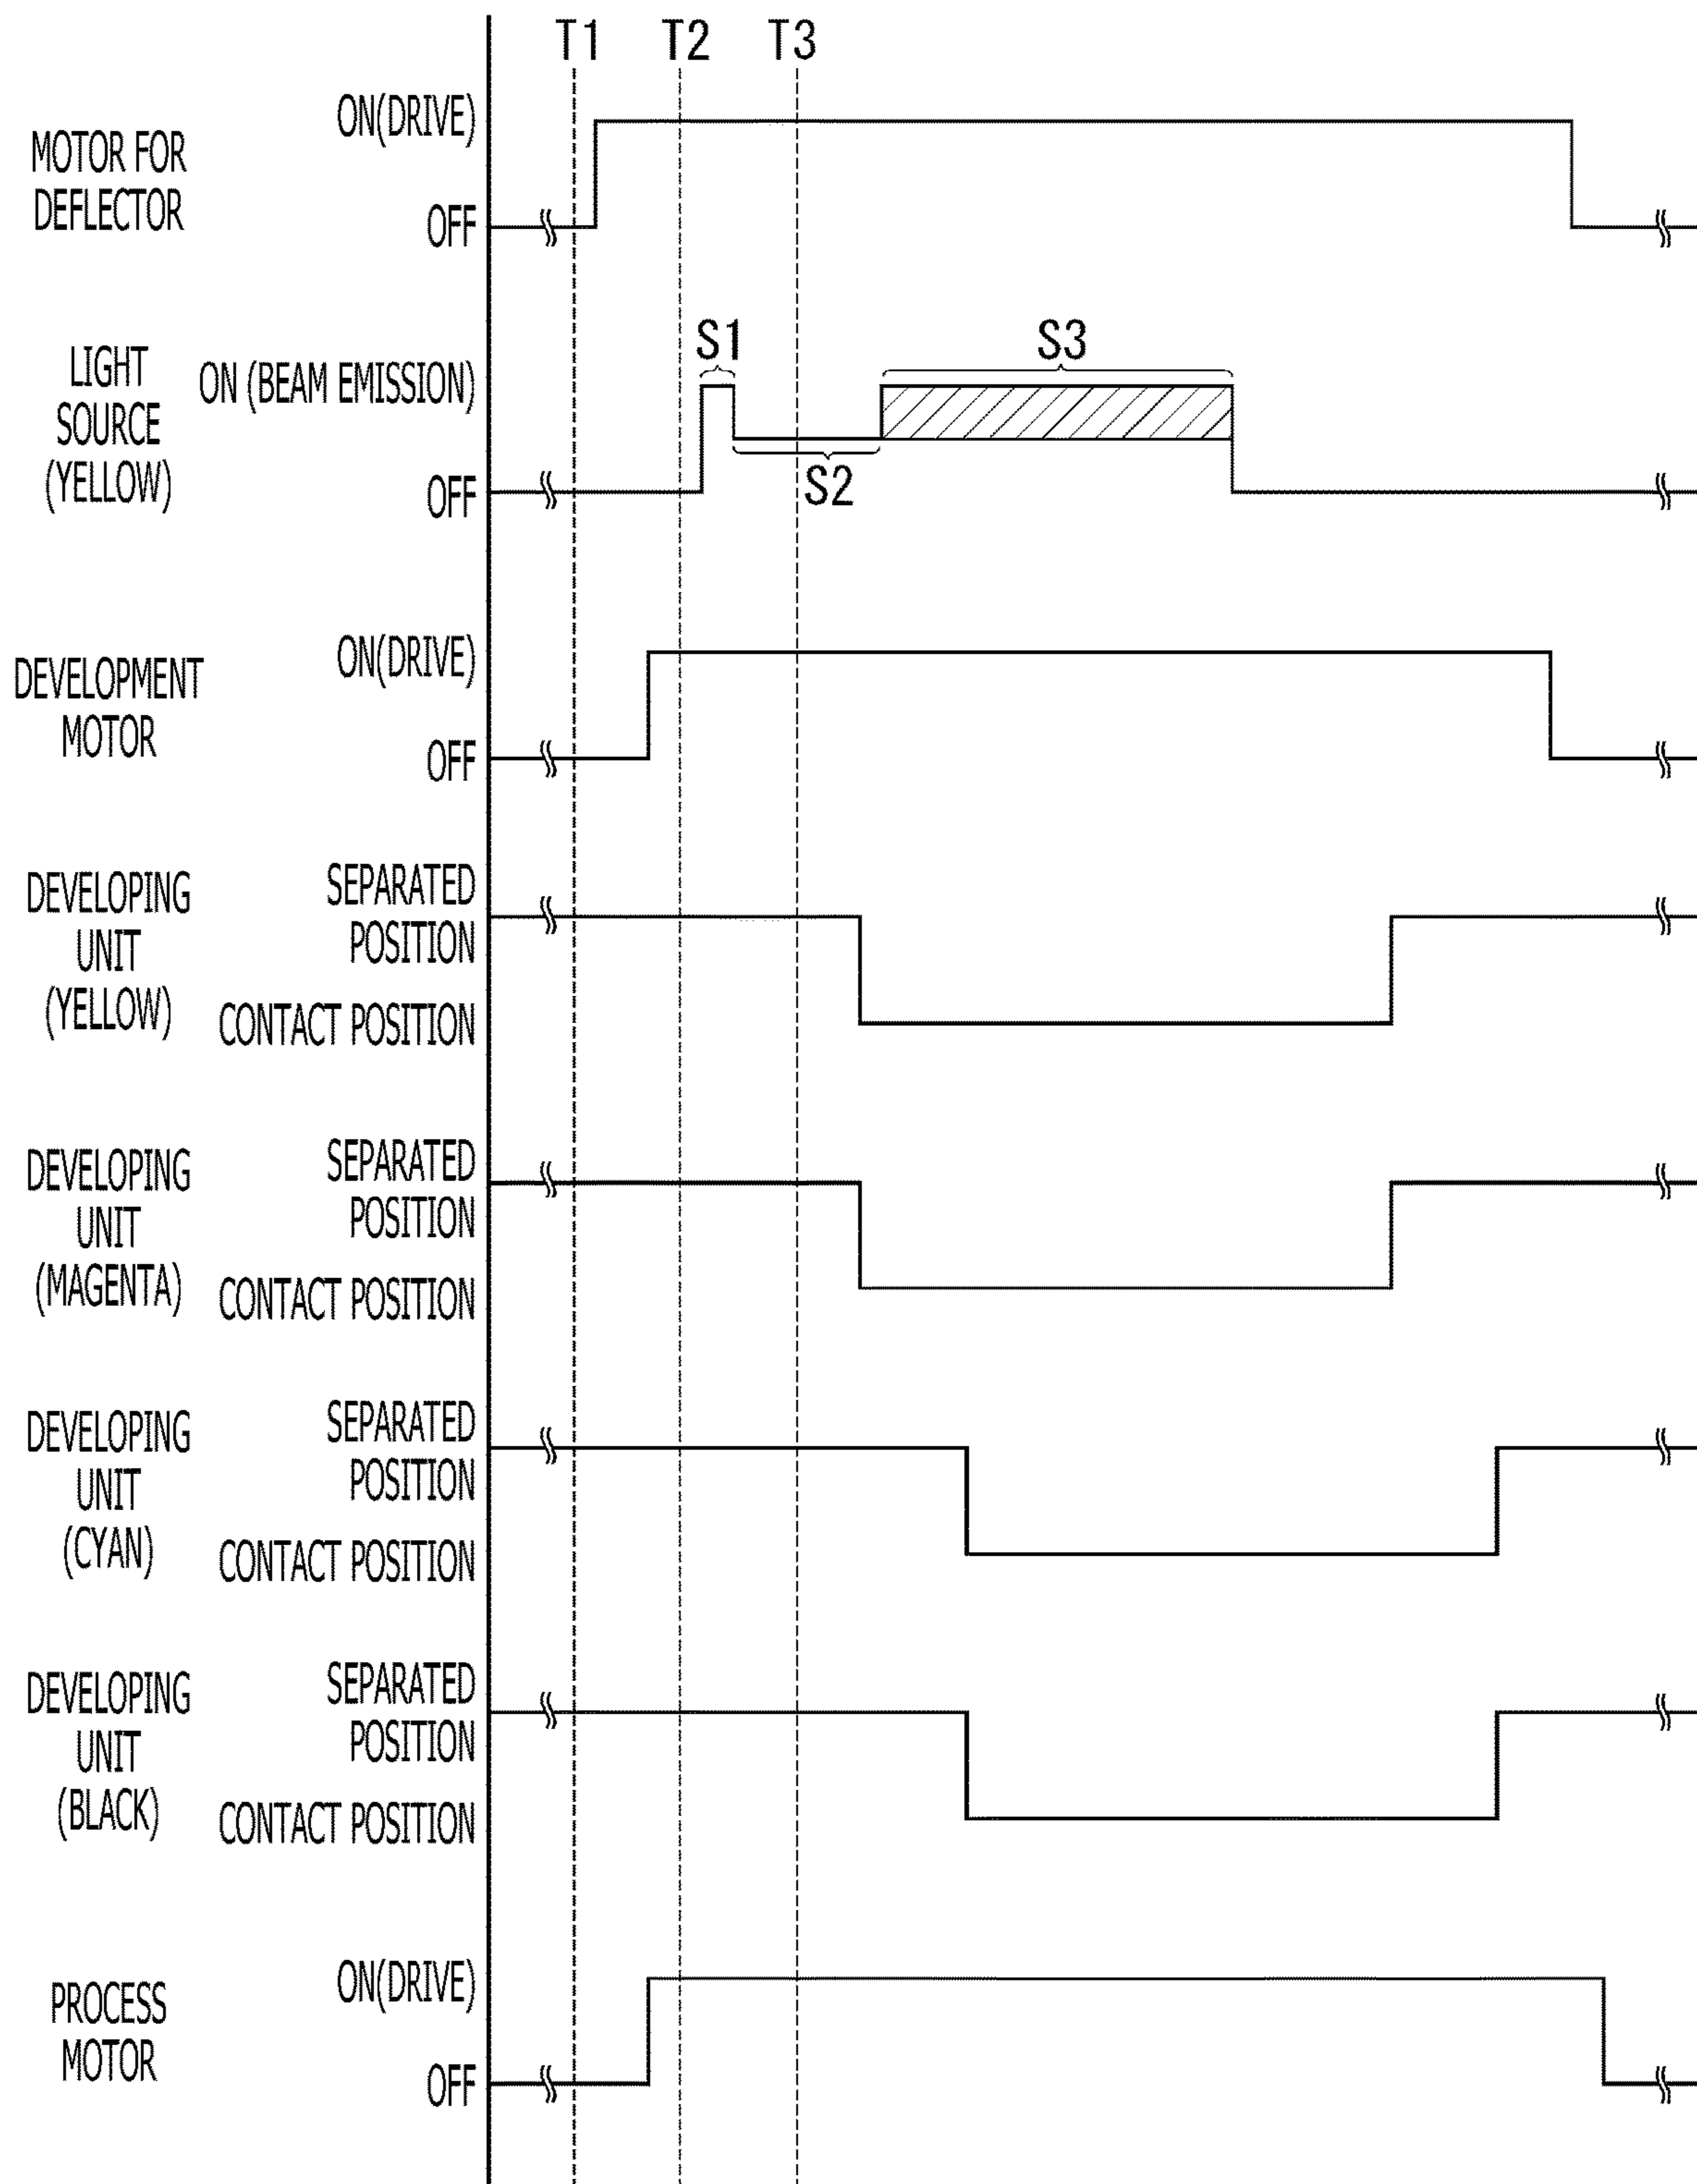 T1 T2 T3
MOTOR FOR
DEFLECTOR
ON(DRIVE)
OFF
LIGHT
SOURCE
(YELLOW)
ON (BEAM EMISSION)
OFF
S1
S2
S3
DEVELOPMENT
MOTOR
ON(DRIVE)
OFF
DEVELOPING
UNIT
(YELLOW)
SEPARATED
POSITION
CONTACT POSITION
DEVELOPING
UNIT
(MAGENTA)
SEPARATED
POSITION
CONTACT POSITION
DEVELOPING
UNIT
(CYAN)
SEPARATED
POSITION
CONTACT POSITION
DEVELOPING
UNIT
(BLACK)
SEPARATED
POSITION
CONTACT POSITION
PROCESS
MOTOR
ON(DRIVE)
OFF